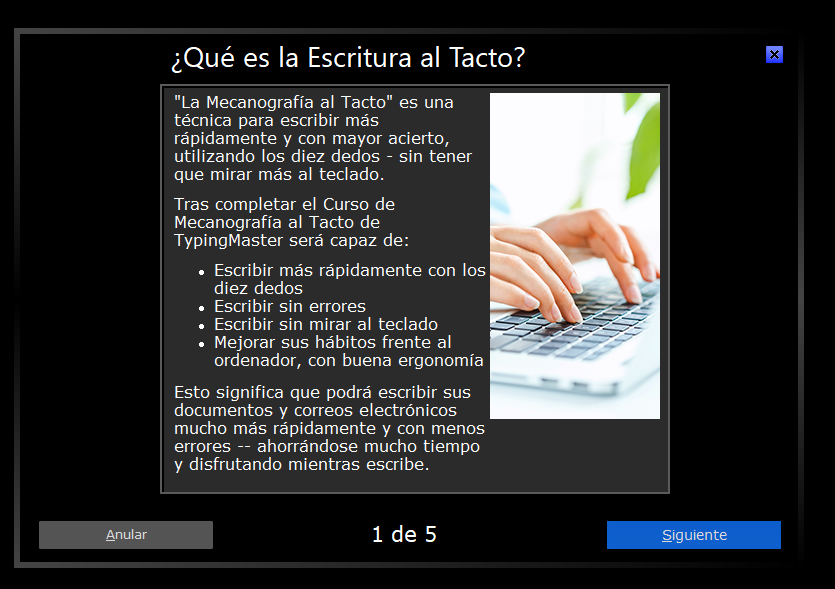 ¿Qué es la Escritura al Tacto?
"La Mecanografía al Tacto" es una
técnica para escribir más
rápidamente y con mayor acierto,
utilizando los diez dedos - sin tener
que mirar más al teclado.
Tras completar el Curso de
Mecanografía al Tacto de
TypingMaster será capaz de:
• Escribir más rápidamente con los
diez dedos
• Escribir sin errores
• Escribir sin mirar al teclado
• Mejorar sus hábitos frente al
ordenador, con buena ergonomía
Esto significa que podrá escribir sus
documentos y correos electrónicos
mucho más rápidamente y con menos
errores -- ahorrándose mucho tiempo
y disfrutando mientras escribe.
Anular
1 de 5
Siguiente